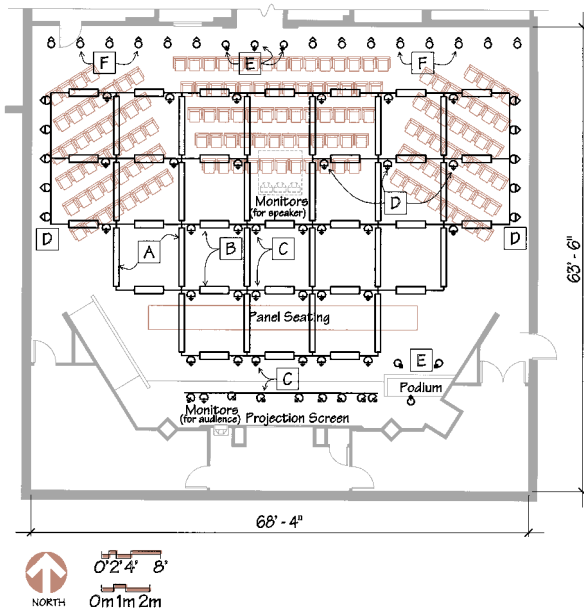 F
E
F
D
Monitors
(for speaker)
D
D
A
B
C
63' - 6"
Panel Seating
E
C
Podium
Monitors
(for audience)
Projection Screen
68' - 4"
0' 2' 4' 8'
NORTH
0m 1m 2m